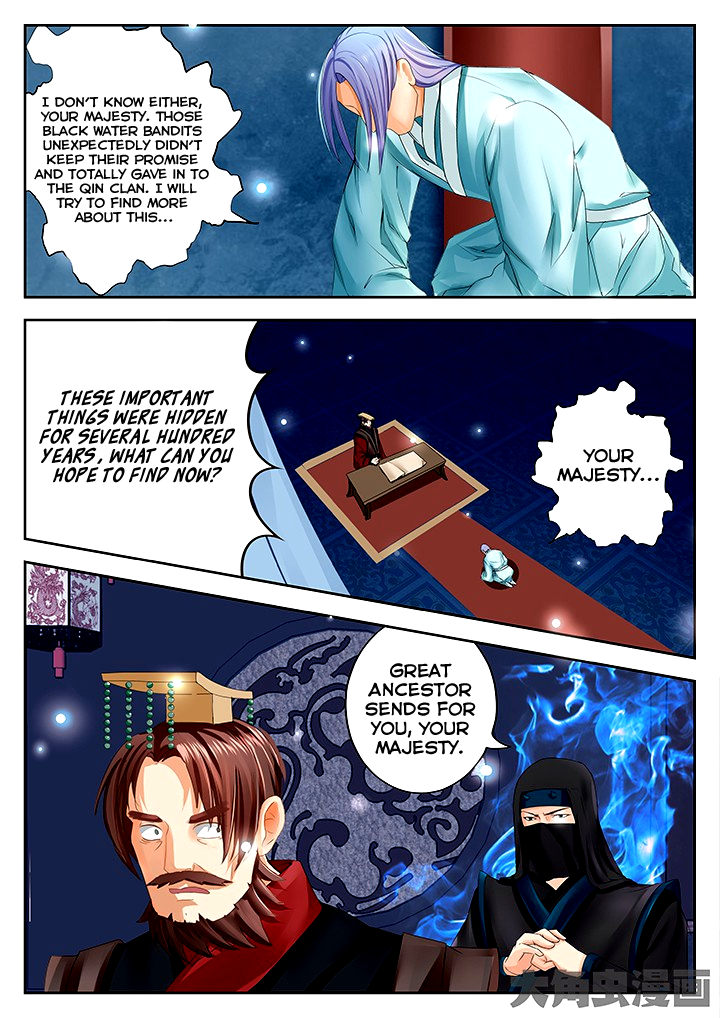 I DON'T KNOW EITHER,
YOUR MAJESTY. THOSE
BLACK WATER BANDITS
UNEXPECTEDLY DIDN'T
KEEP THEIR PROMISE
AND TOTALLY GAVE IN TO
THE QIN CLAN. I WILL
TRY TO FIND MORE
ABOUT THIS...
THESE IMPORTANT
THINGS WERE HIDDEN
FOR SEVERAL HUNDRED
YEARS, WHAT CAN YOU
HOPE TO FIND NOW?
YOUR
MAJESTY...
GREAT
ANCESTOR
SENDS FOR
YOU, YOUR
MAJESTY.
大角虫漫画